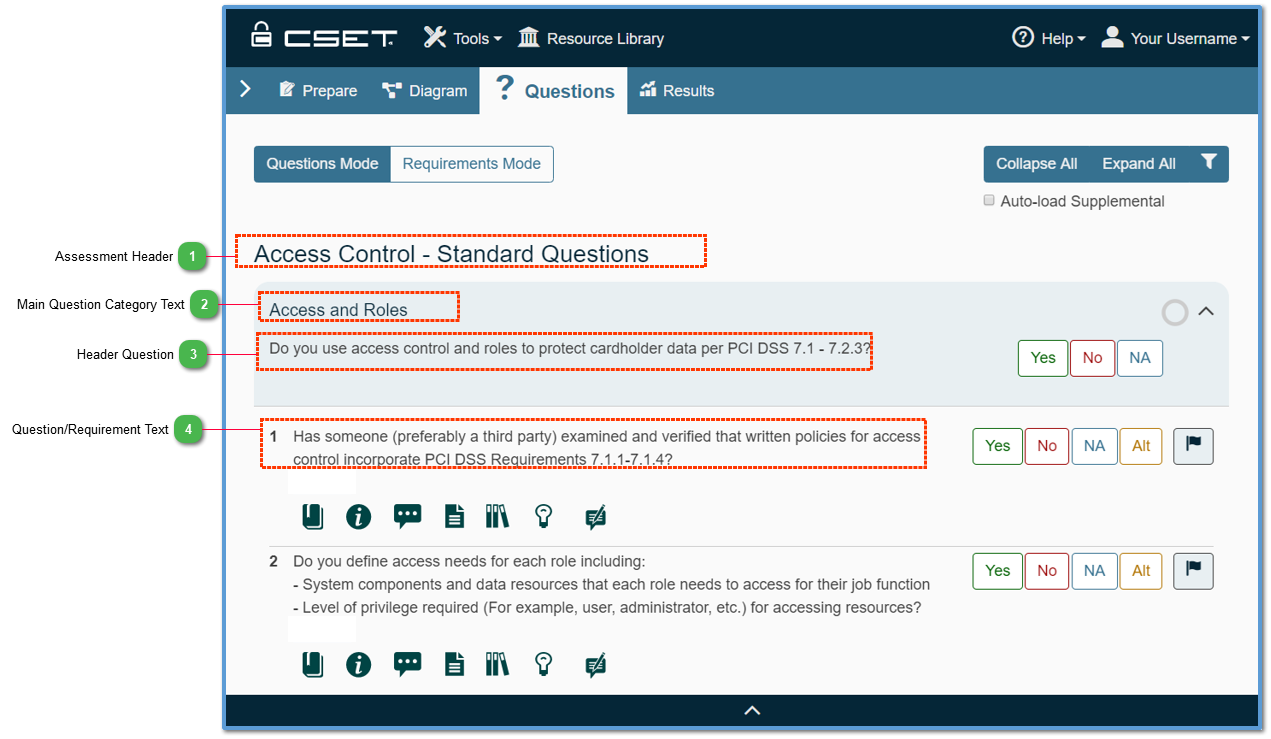 CSET
Tools
Resource Library
Help
Your Username
Prepare
Diagram
? Questions
Results
Questions Mode
Requirements Mode
Collapse All
Expand All
Auto-load Supplemental
Assessment Header 1
Access Control - Standard Questions
Main Question Category Text 2
Access and Roles
Header Question 3
Do you use access control and roles to protect cardholder data per PCI DSS 7.1 - 7.2.3?
Yes No NA
Question/Requirement Text 4
1 Has someone (preferably a third party) examined and verified that written policies for access
control incorporate PCI DSS Requirements 7.1.1-7.1.4?
Yes No NA Alt
2 Do you define access needs for each role including:
- System components and data resources that each role needs to access for their job function
- Level of privilege required (For example, user, administrator, etc.) for accessing resources?
Yes No NA Alt